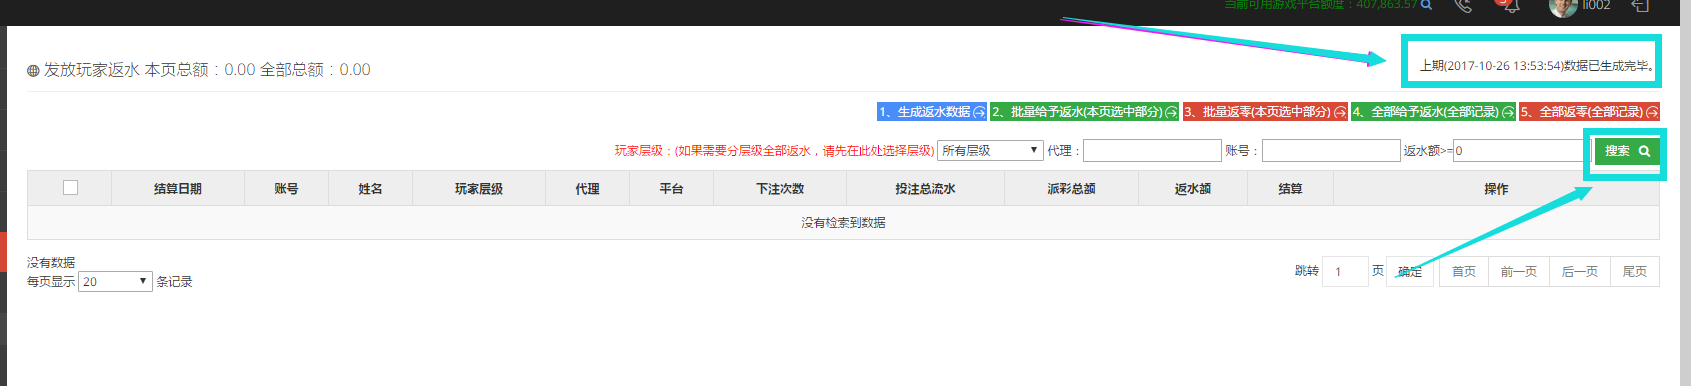 当前可用游戏平台额度：407,863.57
li002
发放玩家返水 本页总额：0.00 全部总额：0.00
上期(2017-10-26 13:53:54)数据已生成完毕。
1、生成返水数据 2、批量给予返水(本页选中部分) 3、批量返零(本页选中部分) 4、全部给予返水(全部记录) 5、全部返零(全部记录)
玩家层级：(如果需要分层级全部返水，请先在此处选择层级) 所有层级 代理： 账号： 返水额>= 0 搜索
结算日期 账号 姓名 玩家层级 代理 平台 下注次数 投注总流水 派彩总额 返水额 结算 操作
没有检索到数据
没有数据
每页显示 20 条记录
跳转 1 页 确定 首页 前一页 后一页 尾页